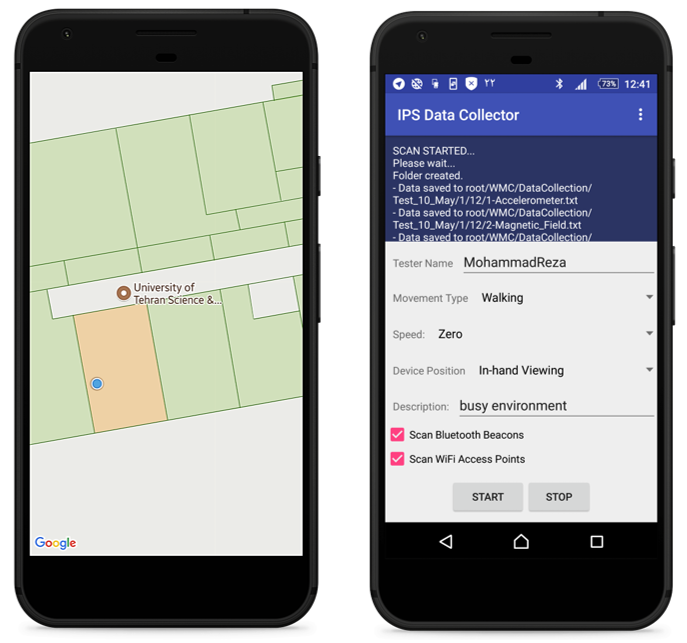 University of
Tehran Science &...
Google
۲۲
73%
12:41
IPS Data Collector
SCAN STARTED...
Please wait...
Folder created.
- Data saved to root/WMC/DataCollection/
Test_10_May/1/12/1-Accelerometer.txt
- Data saved to root/WMC/DataCollection/
Test_10_May/1/12/2-Magnetic_Field.txt
- Data saved to root/WMC/DataCollection/
Tester Name MohammadReza
Movement Type Walking
Speed: Zero
Device Position In-hand Viewing
Description: busy environment
Scan Bluetooth Beacons
Scan WiFi Access Points
START STOP